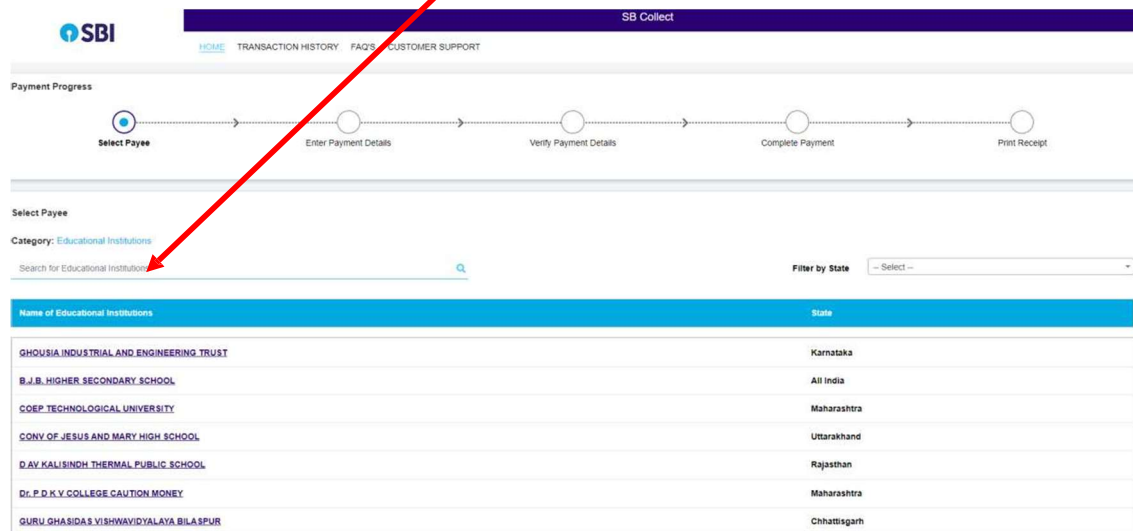 SBI
SB Collect
HOME TRANSACTION HISTORY FAQ'S CUSTOMER SUPPORT
Payment Progress
Select Payee Enter Payment Details Verify Payment Details Complete Payment Print Receipt
Select Payee
Category: Educational Institutions
Search for Educational Institutions Filter by State -- Select --
Name of Educational Institutions State
GHOUSIA INDUSTRIAL AND ENGINEERING TRUST Karnataka
B.J.B. HIGHER SECONDARY SCHOOL All India
COEP TECHNOLOGICAL UNIVERSITY Maharashtra
CONV OF JESUS AND MARY HIGH SCHOOL Uttarakhand
D AV KALISINDH THERMAL PUBLIC SCHOOL Rajasthan
Dr. P D K V COLLEGE CAUTION MONEY Maharashtra
GURU GHASIDAS VISHWAVIDYALAYA BILASPUR Chhattisgarh